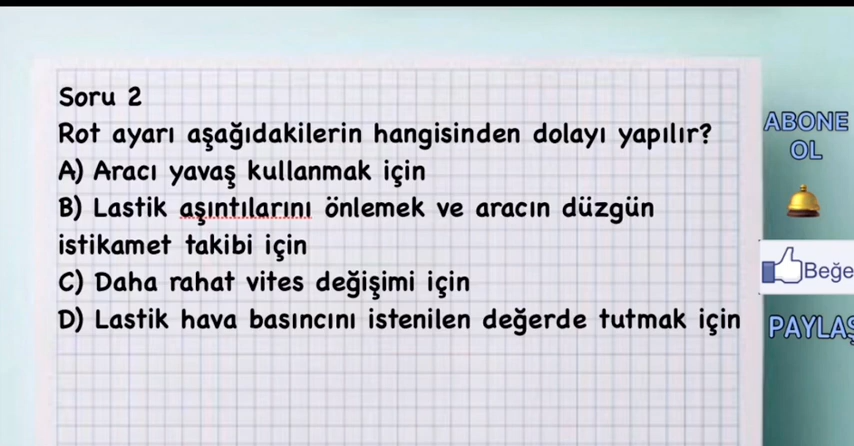 Soru 2
Rot ayarı aşağıdakilerin hangisinden dolayı yapılır?
A) Aracı yavaş kullanmak için
B) Lastik aşıntılarını önlemek ve aracın düzgün
istikamet takibi için
C) Daha rahat vites değişimi için
D) Lastik hava basıncını istenilen değerde tutmak için
ABONE
OL
Beğe
PAYLAŞ